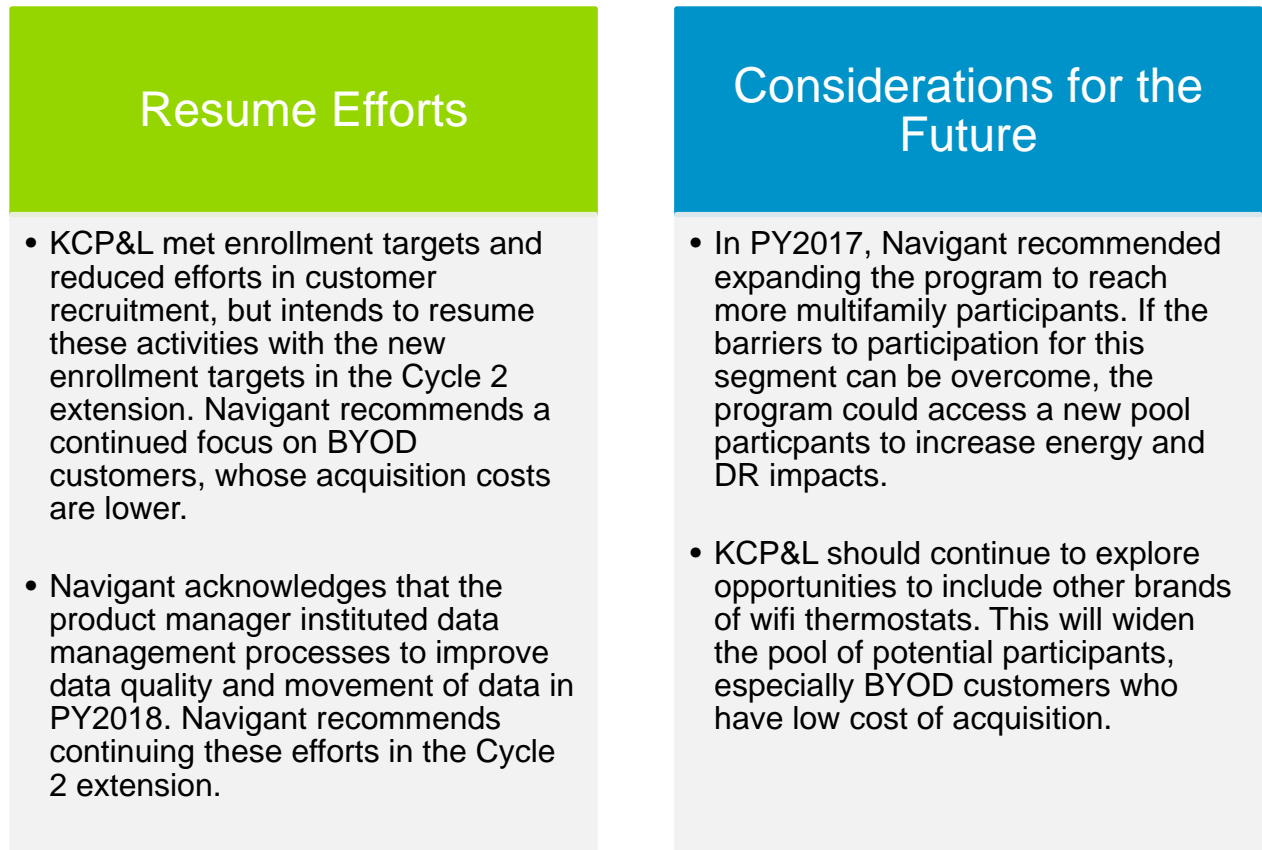 Resume Efforts
• KCP&L met enrollment targets and
reduced efforts in customer
recruitment, but intends to resume
these activities with the new
enrollment targets in the Cycle 2
extension. Navigant recommends a
continued focus on BYOD
customers, whose acquisition costs
are lower.
• Navigant acknowledges that the
product manager instituted data
management processes to improve
data quality and movement of data in
PY2018. Navigant recommends
continuing these efforts in the Cycle
2 extension.
Considerations for the
Future
• In PY2017, Navigant recommended
expanding the program to reach
more multifamily participants. If the
barriers to participation for this
segment can be overcome, the
program could access a new pool
particpants to increase energy and
DR impacts.
• KCP&L should continue to explore
opportunities to include other brands
of wifi thermostats. This will widen
the pool of potential participants,
especially BYOD customers who
have low cost of acquisition.